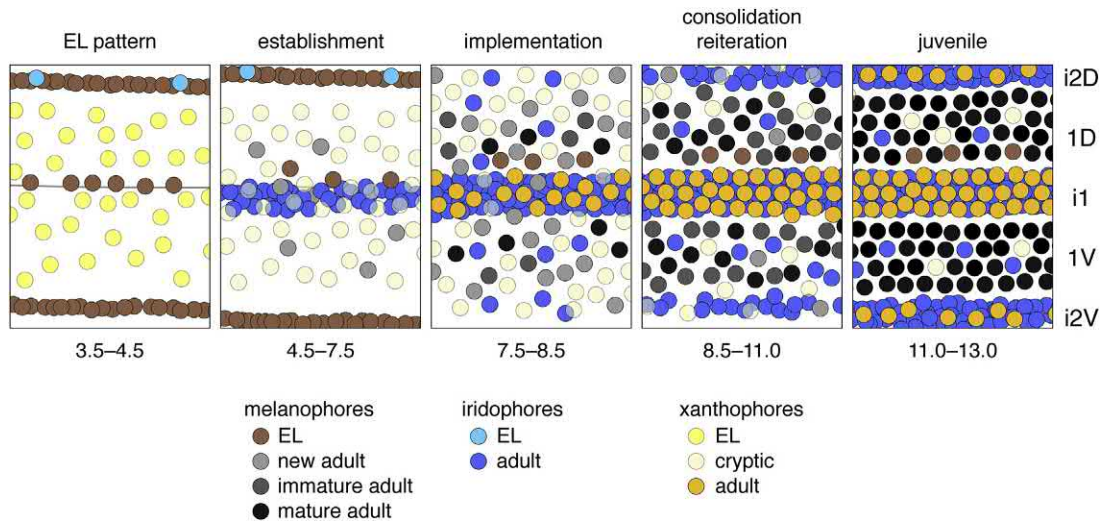 EL pattern
establishment
implementation
consolidation
reiteration
juvenile
i2D
1D
i1
1V
i2V
3.5–4.5
4.5–7.5
7.5–8.5
8.5–11.0
11.0–13.0
melanophores
EL
new adult
immature adult
mature adult
iridophores
EL
adult
xanthophores
EL
cryptic
adult